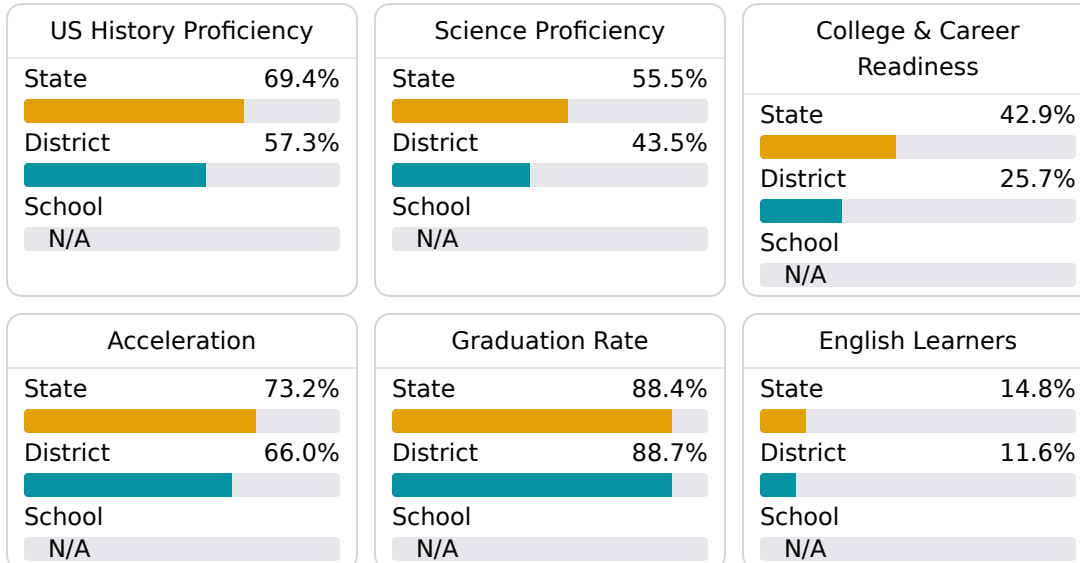 US History Proficiency
State 69.4%
District 57.3%
School
N/A
Science Proficiency
State 55.5%
District 43.5%
School
N/A
College & Career
Readiness
State 42.9%
District 25.7%
School
N/A
Acceleration
State 73.2%
District 66.0%
School
N/A
Graduation Rate
State 88.4%
District 88.7%
School
N/A
English Learners
State 14.8%
District 11.6%
School
N/A